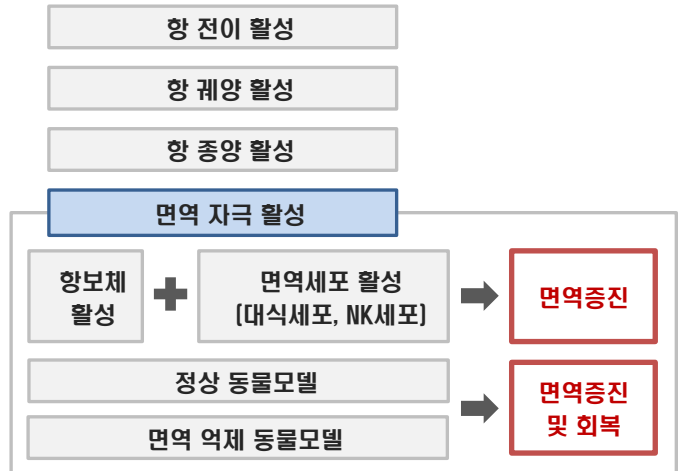 항 전이 활성
항 궤양 활성
항 종양 활성
면역 자극 활성
항보체
활성
면역세포 활성
(대식세포, NK세포)
면역증진
정상 동물모델
면역 억제 동물모델
면역증진
및 회복